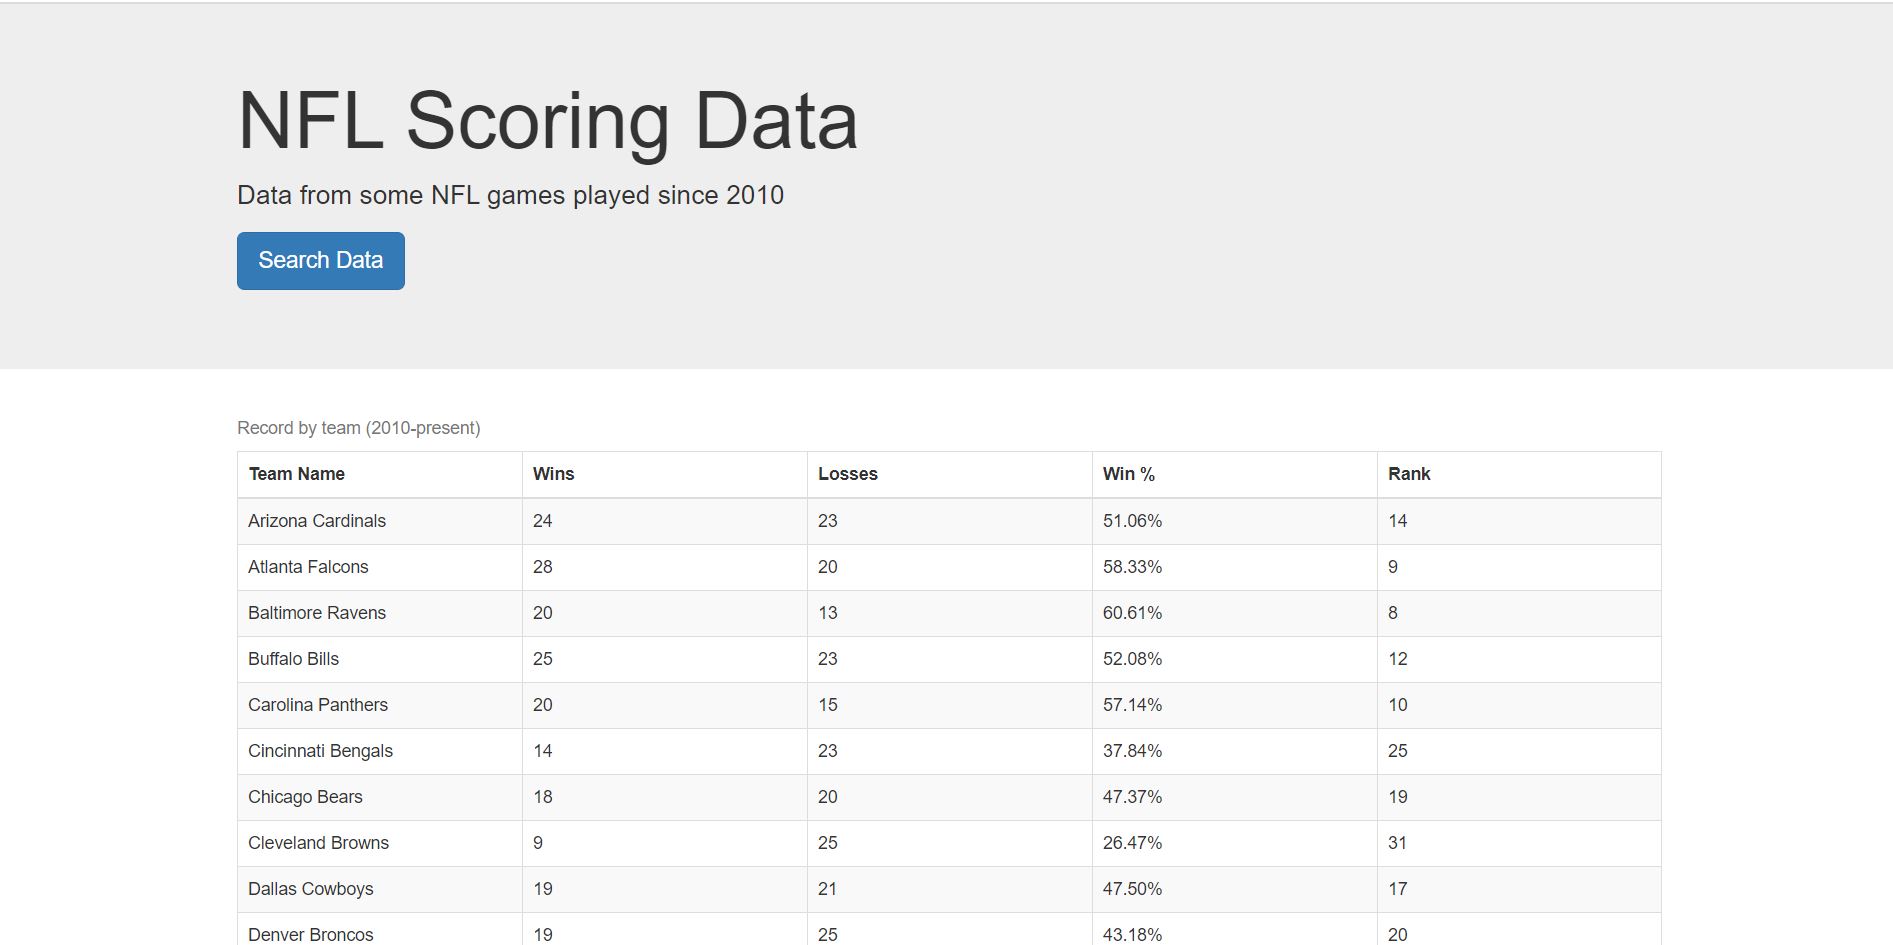 NFL Scoring Data
Data from some NFL games played since 2010
Search Data
Record by team (2010-present)
Team Name Wins Losses Win % Rank
Arizona Cardinals 24 23 51.06% 14
Atlanta Falcons 28 20 58.33% 9
Baltimore Ravens 20 13 60.61% 8
Buffalo Bills 25 23 52.08% 12
Carolina Panthers 20 15 57.14% 10
Cincinnati Bengals 14 23 37.84% 25
Chicago Bears 18 20 47.37% 19
Cleveland Browns 9 25 26.47% 31
Dallas Cowboys 19 21 47.50% 17
Denver Broncos 19 25 43.18% 20